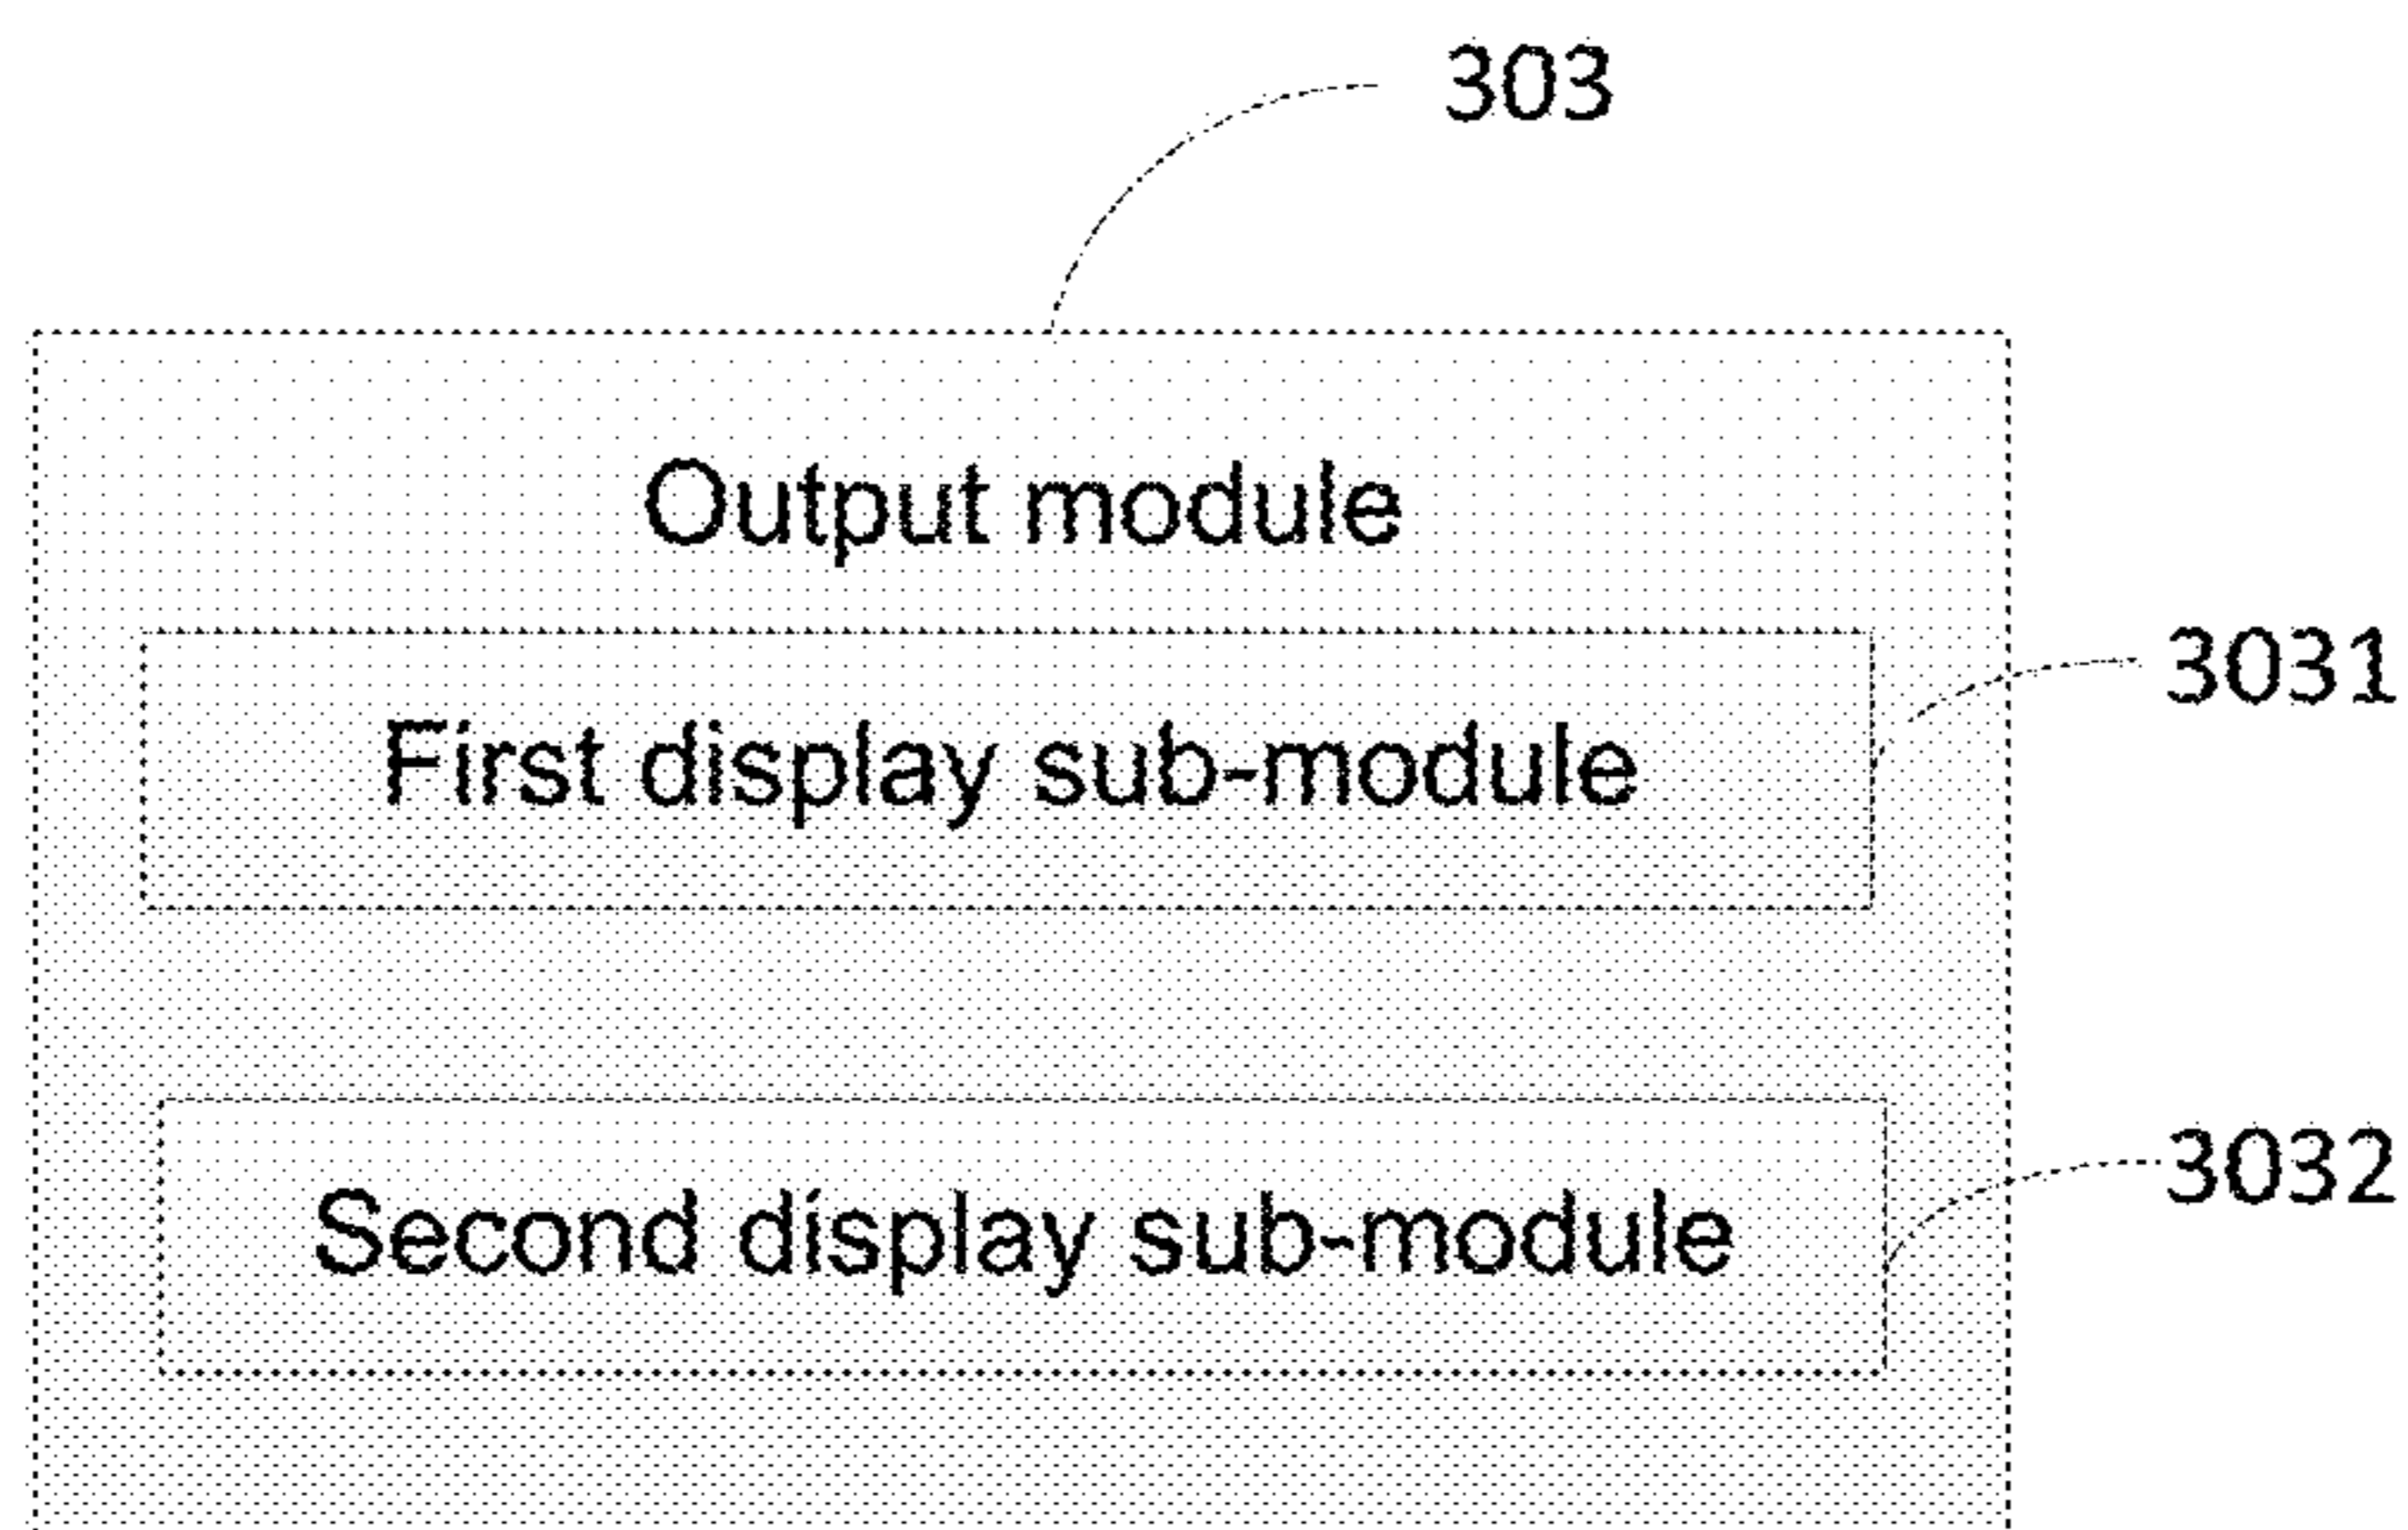 303
Output module
3031
First display sub-module
3032
Second display sub-module